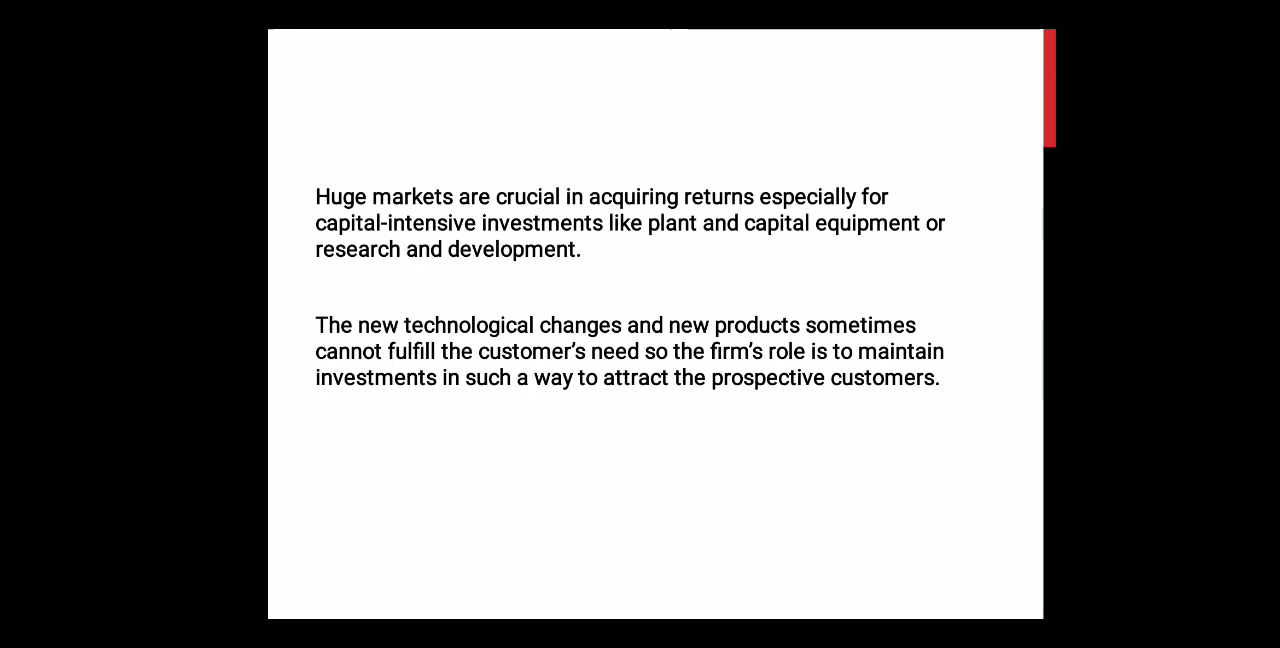 Huge markets are crucial in acquiring returns especially for
capital-intensive investments like plant and capital equipment or
research and development.
The new technological changes and new products sometimes
cannot fulfill the customer’s need so the firm’s role is to maintain
investments in such a way to attract the prospective customers.